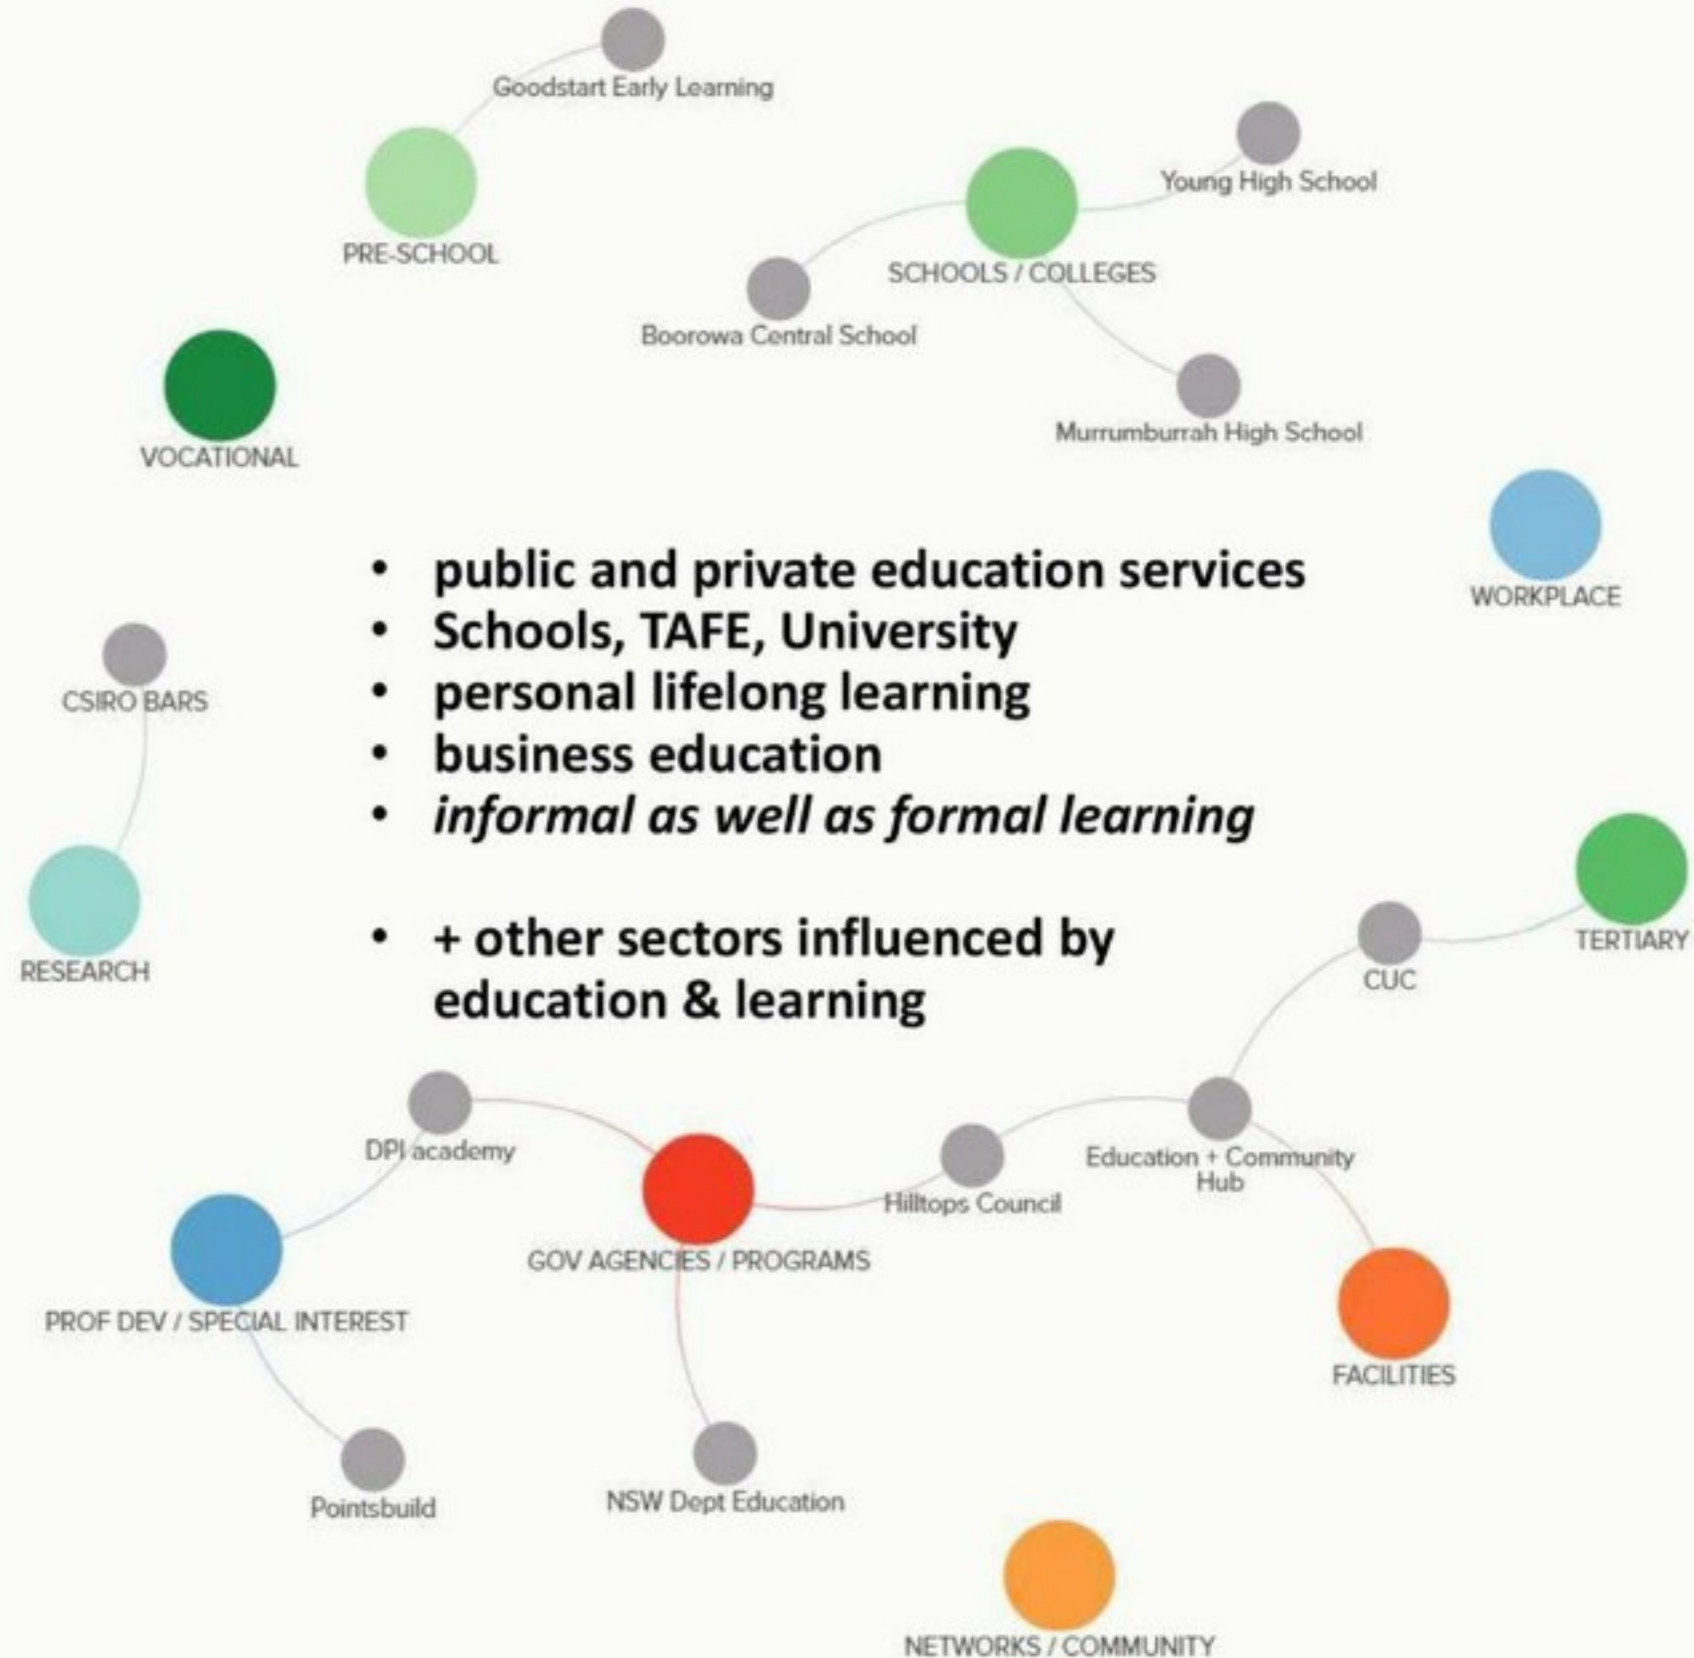 Goodstart Early Learning
Young High School
PRE-SCHOOL
SCHOOLS / COLLEGES
Boorowa Central School
Murrumburrah High School
VOCATIONAL
WORKPLACE
• public and private education services
• Schools, TAFE, University
• personal lifelong learning
• business education
• informal as well as formal learning
• + other sectors influenced by
education & learning
CSIRO BARS
RESEARCH
TERTIARY
CUC
DPI academy
Education + Community
Hub
Hilltops Council
GOV AGENCIES / PROGRAMS
PROF DEV / SPECIAL INTEREST
FACILITIES
Pointsbuild
NSW Dept Education
NETWORKS / COMMUNITY